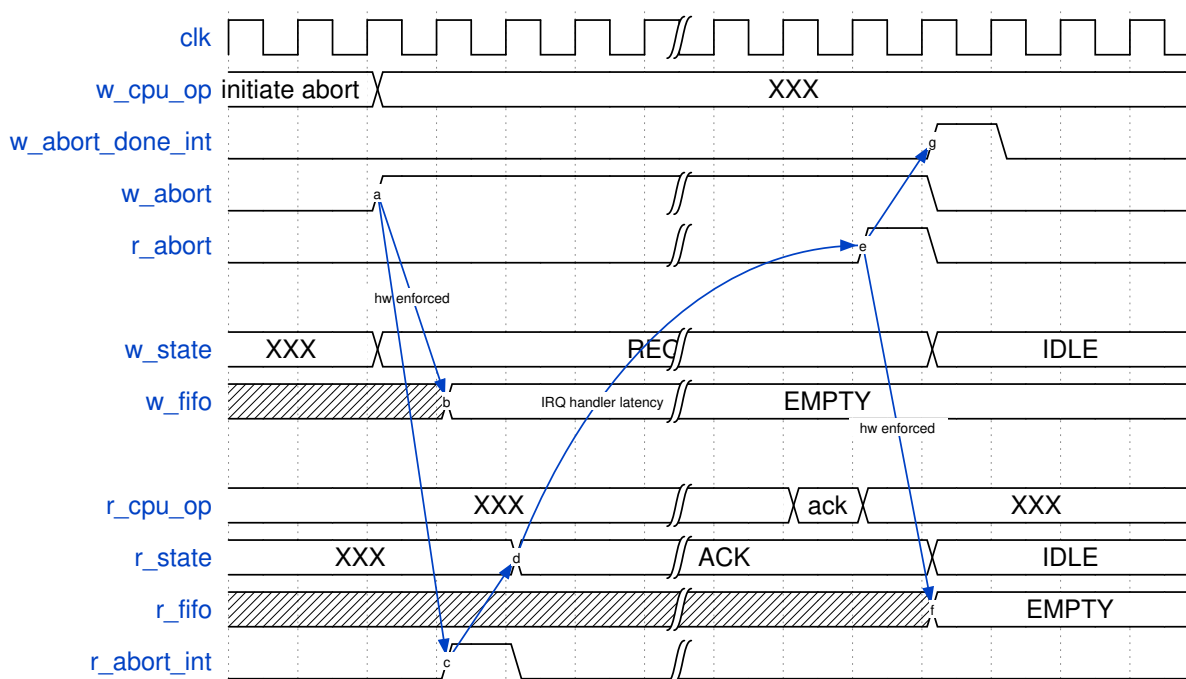 clk
w_cpu_op initiate abort XXX
w_abort_done_int g
w_abort a
r_abort e
hw enforced
w_state XXX REQ IDLE
w_fifo b IRQ handler latency EMPTY
hw enforced
r_cpu_op XXX ack XXX
r_state XXX d ACK IDLE
r_fifo f EMPTY
r_abort_int c